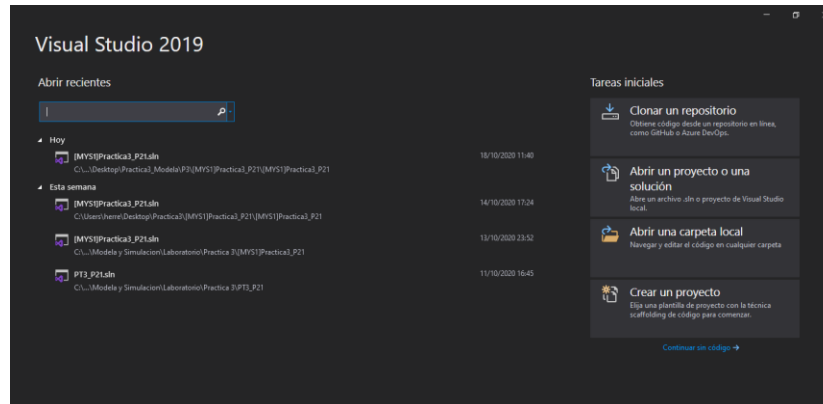 Visual Studio 2019
Abrir recientes
Hoy
[MYS1]Practica3_P21.sln
18/10/2020 11:40
C:\...\Desktop\Practica3_Modela\P3\[MYS1]Practica3_P21\[MYS1]Practica3_P21
Esta semana
[MYS1]Practica3_P21.sln
14/10/2020 17:24
C:\Users\herre\Desktop\Practica3\[MYS1]Practica3_P21\[MYS1]Practica3_P21
[MYS1]Practica3_P21.sln
13/10/2020 23:52
C:\...\Modela y Simulacion\Laboratorio\Practica 3\[MYS1]Practica3_P21
PT3_P21.sln
11/10/2020 16:45
C:\...\Modela y Simulacion\Laboratorio\Practica 3\PT3_P21
Tareas iniciales
Clonar un repositorio
Obtiene código desde un repositorio en línea,
como GitHub o Azure DevOps.
Abrir un proyecto o una
solución
Abre un archivo .sln o proyecto de Visual Studio
local.
Abrir una carpeta local
Navegar y editar el código en cualquier carpeta
Crear un proyecto
Elija una plantilla de proyecto con la técnica
scaffolding de código para comenzar.
Continuar sin código →